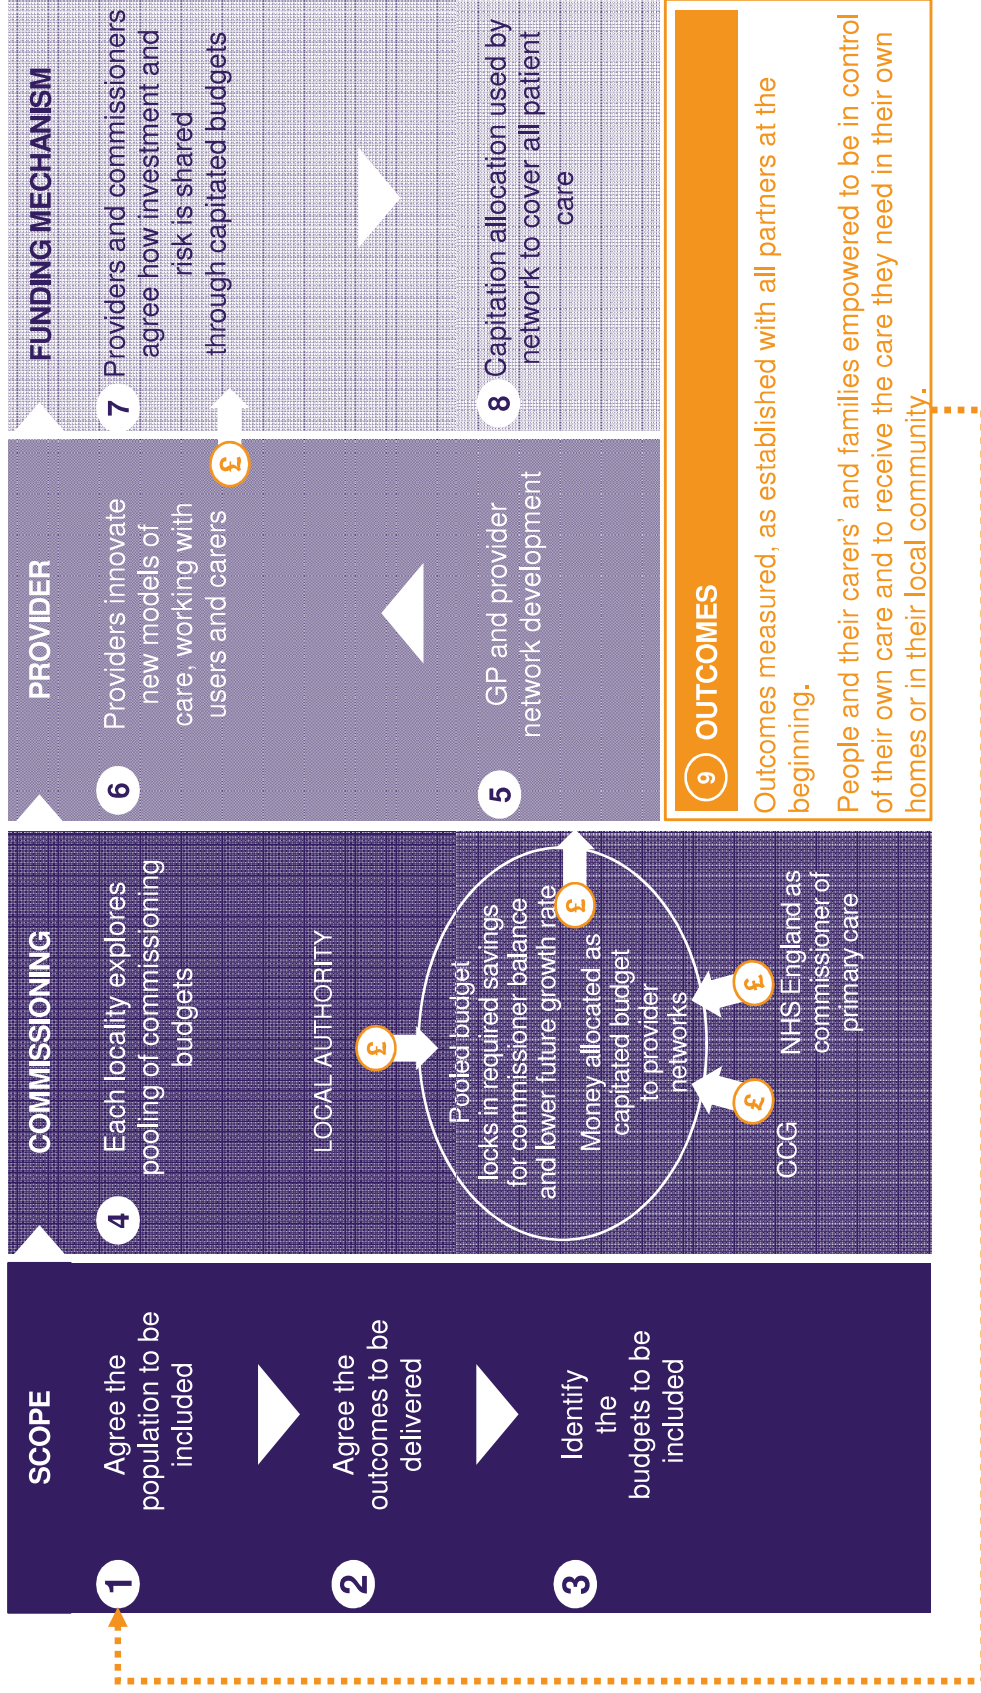 SCOPE
1
Agree the
population to be
included
2
Agree the
outcomes to be
delivered
3
Identify
the
budgets to be
included
COMMISSIONING
4
Each locality explores
pooling of commissioning
budgets
LOCAL AUTHORITY
£
Pooled budget
locks in required savings
for commissioner balance
and lower future growth rate
Money allocated as
capitated budget
to provider
networks
£
£
£
CCG
NHS England as
commissioner of
primary care
PROVIDER
6
Providers innovate
new models of
care, working with
users and carers
£
5
GP and provider
network development
FUNDING MECHANISM
7
Providers and commissioners
agree how investment and
risk is shared
through capitated budgets
8
Capitation allocation used by
network to cover all patient
care
9 OUTCOMES
Outcomes measured, as established with all partners at the
beginning.
People and their carers’ and families empowered to be in control
of their own care and to receive the care they need in their own
homes or in their local community.